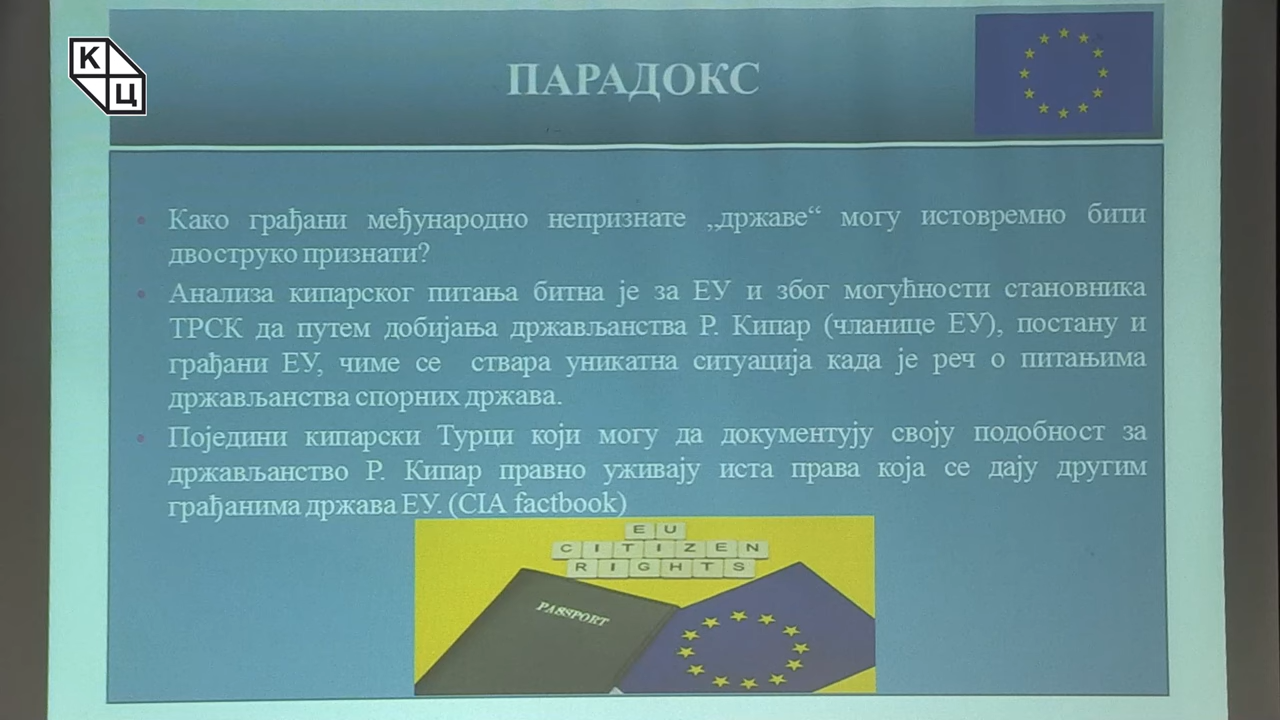 К
Ц
ПАРАДОКС
Како грађани међународно непризнате „државе“ могу истовремно бити
двоструко признати?
Анализа кипарског питања битна је за ЕУ и због могућности становника
ТРСК да путем добијања држављанства Р. Кипар (чланице ЕУ), постану и
грађани ЕУ, чиме се ствара уникатна ситуација када је реч о питањима
држављанства спорних држава.
Поједини кипарски Турци који могу да документују своју подобност за
држављанство Р. Кипар правно уживају иста права која се дају другим
грађанима држава ЕУ. (CIA factbook)
EU
CITIZEN
RIGHTS
PASSPORT